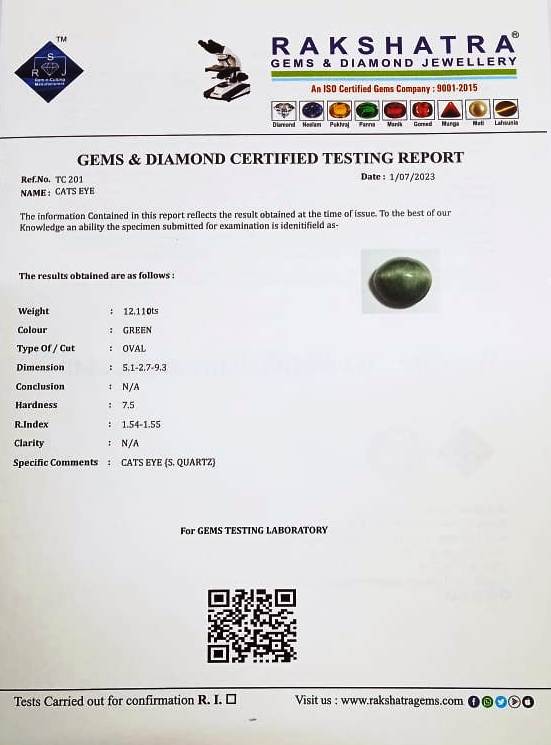 TM
S
R J
Gem n Cutting
Manufacturers
RAKSHATRA®
GEMS & DIAMOND JEWELLERY
An ISO Certified Gems Company : 9001-2015
Diamond Neelam Pukhraj Panna Manik Gomed Munga Moti Lahsunia
GEMS & DIAMOND CERTIFIED TESTING REPORT
Ref.No. TC 201 Date : 1/07/2023
NAME : CATS EYE
The information Contained in this report reflects the result obtained at the time of issue. To the best of our
Knowledge an ability the specimen submitted for examination is identifield as-
The results obtained are as follows :
Weight : 12.110ts
Colour : GREEN
Type Of / Cut : OVAL
Dimension : 5.1-2.7-9.3
Conclusion : N/A
Hardness : 7.5
R.Index : 1.54-1.55
Clarity : N/A
Specific Comments : CATS EYE (S. QUARTZ)
For GEMS TESTING LABORATORY
Tests Carried out for confirmation R. I. ☐ Visit us : www.rakshatragems.com